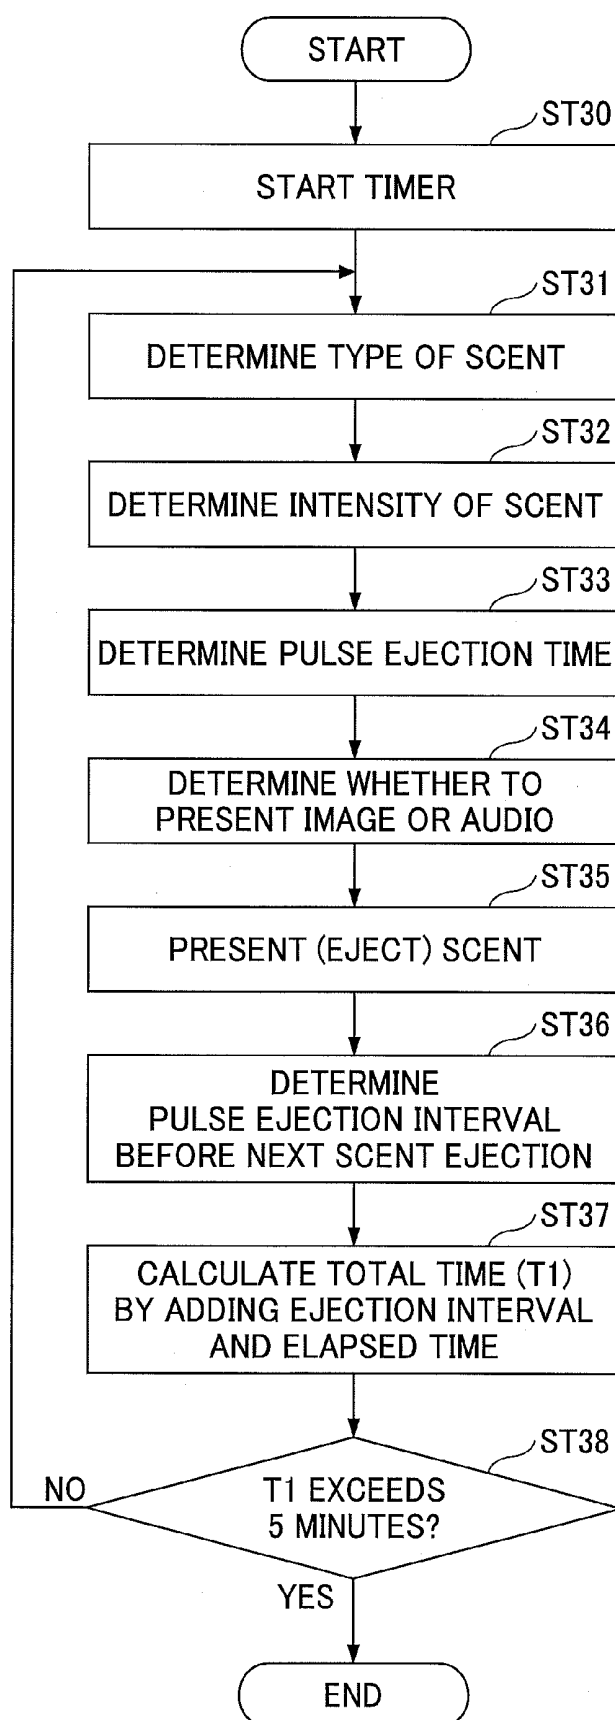 START
ST30
START TIMER
ST31
DETERMINE TYPE OF SCENT
ST32
DETERMINE INTENSITY OF SCENT
ST33
DETERMINE PULSE EJECTION TIME
ST34
DETERMINE WHETHER TO
PRESENT IMAGE OR AUDIO
ST35
PRESENT (EJECT) SCENT
ST36
DETERMINE
PULSE EJECTION INTERVAL
BEFORE NEXT SCENT EJECTION
ST37
CALCULATE TOTAL TIME (T1)
BY ADDING EJECTION INTERVAL
AND ELAPSED TIME
ST38
NO
T1 EXCEEDS
5 MINUTES?
YES
END